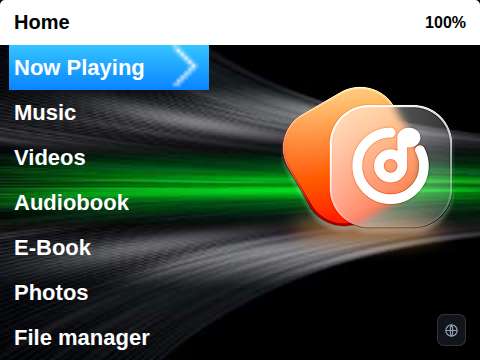 Home
100%
Now Playing
Music
Videos
Audiobook
E-Book
Photos
File manager